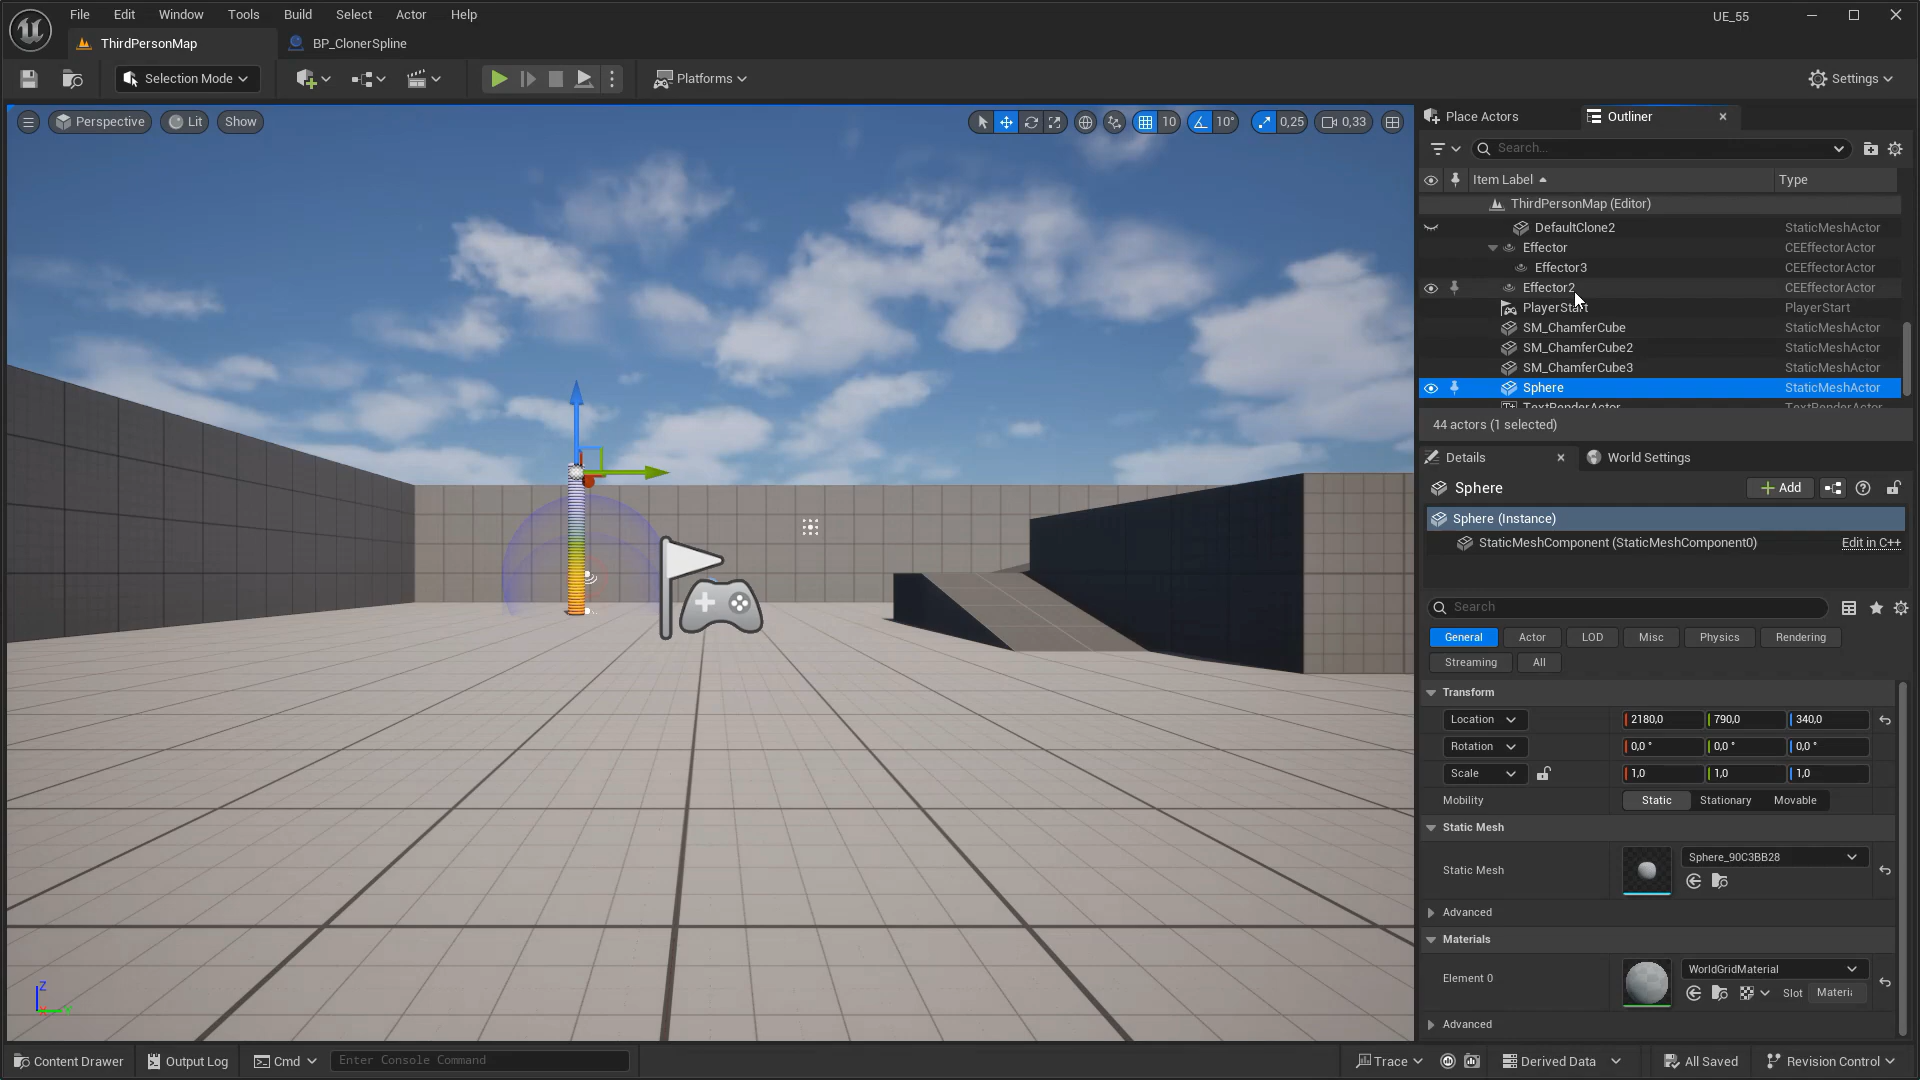 File Edit Window Tools Build Select Actor Help UE_55
ThirdPersonMap BP_ClonerSpline
Selection Mode Platforms Settings
Perspective Lit Show 10 10° 0,25 0,33
Place Actors Outliner
Search...
Item Label Type
ThirdPersonMap (Editor)
DefaultClone2 StaticMeshActor
Effector CEEffectorActor
Effector3 CEEffectorActor
Effector2 CEEffectorActor
PlayerStart PlayerStart
SM_ChamferCube StaticMeshActor
SM_ChamferCube2 StaticMeshActor
SM_ChamferCube3 StaticMeshActor
Sphere StaticMeshActor
TextRenderActor TextRenderActor
44 actors (1 selected)
Details World Settings
Sphere Add
Sphere (Instance)
StaticMeshComponent (StaticMeshComponent0) Edit in C++
Search
General Actor LOD Misc Physics Rendering
Streaming All
Transform
Location 2180,0 790,0 340,0
Rotation 0,0 ° 0,0 ° 0,0 °
Scale 1,0 1,0 1,0
Mobility Static Stationary Movable
Static Mesh
Static Mesh Sphere_90C3BB28
Advanced
Materials
Element 0 WorldGridMaterial
Slot Materi
Advanced
Z
Content Drawer Output Log Cmd Enter Console Command Trace Derived Data All Saved Revision Control